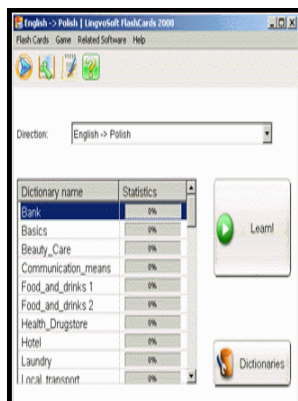 English -> Polish | LingvoSoft FlashCards 2008
Flash Cards Game Related Software Help
Direction: English -> Polish
Dictionary name Statistics
Bank 0%
Basics 0%
Beauty_Care 0%
Communication_means 0%
Food_and_drinks 1 0%
Food_and_drinks 2 0%
Health_Drugstore 0%
Hotel 0%
Laundry 0%
Local transport 0%
Learn!
Dictionaries